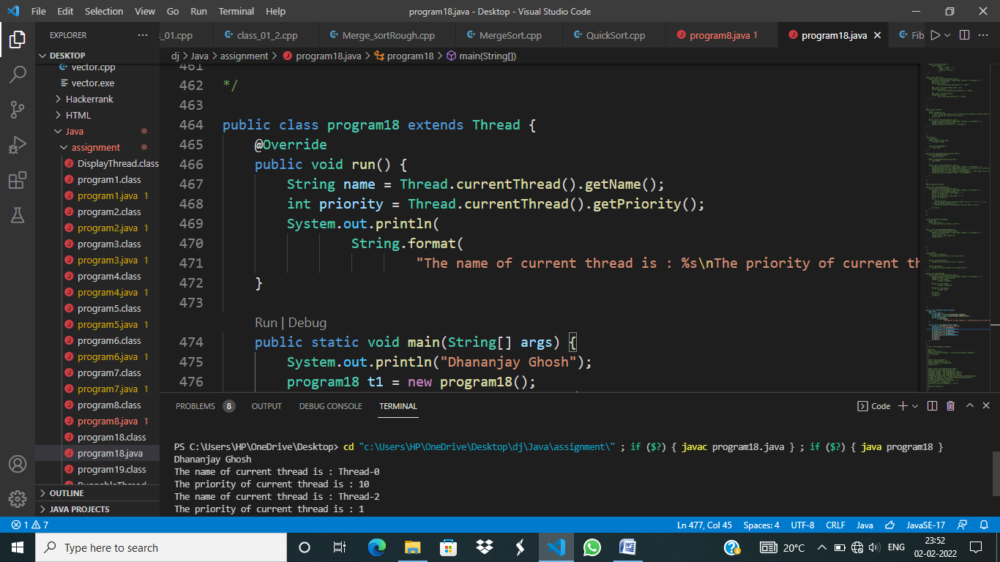 File Edit Selection View Go Run Terminal Help program18.java - Desktop - Visual Studio Code
EXPLORER
s_01.cpp class_01_2.cpp Merge_sortRough.cpp MergeSort.cpp QuickSort.cpp program8.java 1 program18.java Fib
DESKTOP
vector.cpp
vector.exe
Hackerrank
HTML
Java
assignment
DisplayThread.class
program1.class
program1.java 1
program2.class
program2.java 1
program3.class
program3.java 1
program4.class
program4.java 1
program5.class
program5.java 1
program6.class
program6.java 1
program7.class
program7.java 1
program8.class
program8.java 1
program18.class
program18.java
program19.class
RunnableThread
OUTLINE
JAVA PROJECTS
dj > Java > assignment > program18.java > program18 > main(String[])
461
462 */
463
464 public class program18 extends Thread {
465 @Override
466 public void run() {
467 String name = Thread.currentThread().getName();
468 int priority = Thread.currentThread().getPriority();
469 System.out.println(
470 String.format(
471 "The name of current thread is : %s\nThe priority of current th
472 }
473
Run | Debug
474 public static void main(String[] args) {
475 System.out.println("Dhananjay Ghosh");
476 program18 t1 = new program18();
PROBLEMS 8 OUTPUT DEBUG CONSOLE TERMINAL Code
PS C:\Users\HP\OneDrive\Desktop> cd "c:\Users\HP\OneDrive\Desktop\dj\Java\assignment\" ; if ($?) { javac program18.java } ; if ($?) { java program18 }
Dhananjay Ghosh
The name of current thread is : Thread-0
The priority of current thread is : 10
The name of current thread is : Thread-2
The priority of current thread is : 1
1 7 Ln 477, Col 45 Spaces: 4 UTF-8 CRLF Java JavaSE-17
Type here to search 20°C ENG 23:52
02-02-2022